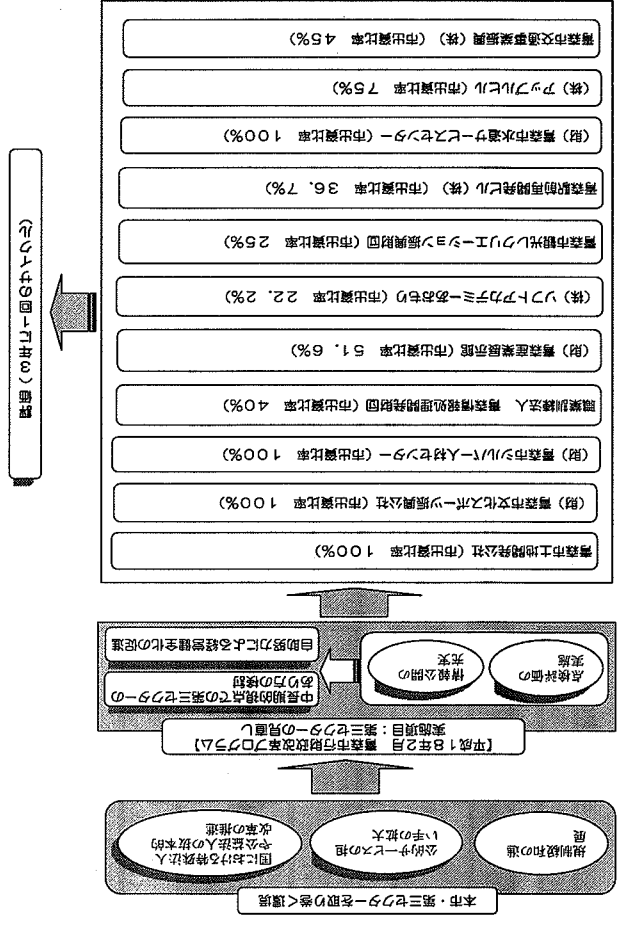 本市・第三セクターを取り巻く環境
規制緩和の進
展
公的サービスの担
い手の拡大
国における特殊法人
や公益法人の抜本的
改革の推進
【平成18年2月 青森市行財政改革プログラム】
実施項目：第三セクターの見直し
点検評価の
実施
情報公開の
充実
中長期的視点での第三セクターの
あり方の検討
自助努力による経営健全化の促進
青森市土地開発公社（市出資比率 100%）
（財）青森市文化スポーツ振興公社（市出資比率 100%）
（財）青森市シルバー人材センター（市出資比率 100%）
職業訓練法人 青森情報処理開発財団（市出資比率 40%）
（財）青森産業展示館（市出資比率 51．6%）
（株）ソフトアカデミーあおもり（市出資比率 22．2%）
青森市観光レクリエーション振興財団（市出資比率 25%）
青森駅前再開発ビル（株）（市出資比率 36．7%）
（財）青森市水道サービスセンター（市出資比率 100%）
（株）アップルヒル（市出資比率 75%）
青森市交通事業振興（株）（市出資比率 45%）
評価（3年に1回のサイクル）